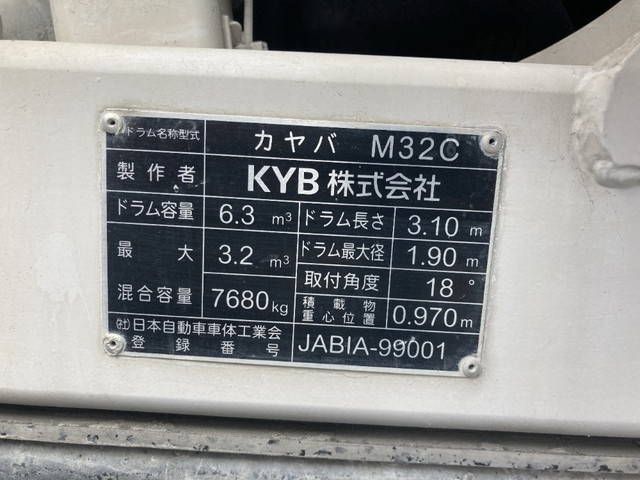 ドラム名称型式 カヤバ M32C
製作者 KYB株式会社
ドラム容量 6.3 m³ ドラム長さ 3.10 m
最大 3.2 m³ ドラム最大径 1.90 m
混合容量 7680kg 取付角度 18°
積載物重心位置 0.970m
㈳日本自動車車体工業会
登録番号 JABIA-99001